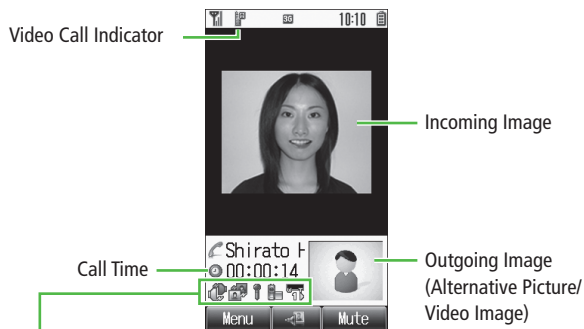 3G 10:10
Video Call Indicator
Incoming Image
Shirato H
Call Time
00:00:14
Outgoing Image
(Alternative Picture/
Video Image)
Menu Mute